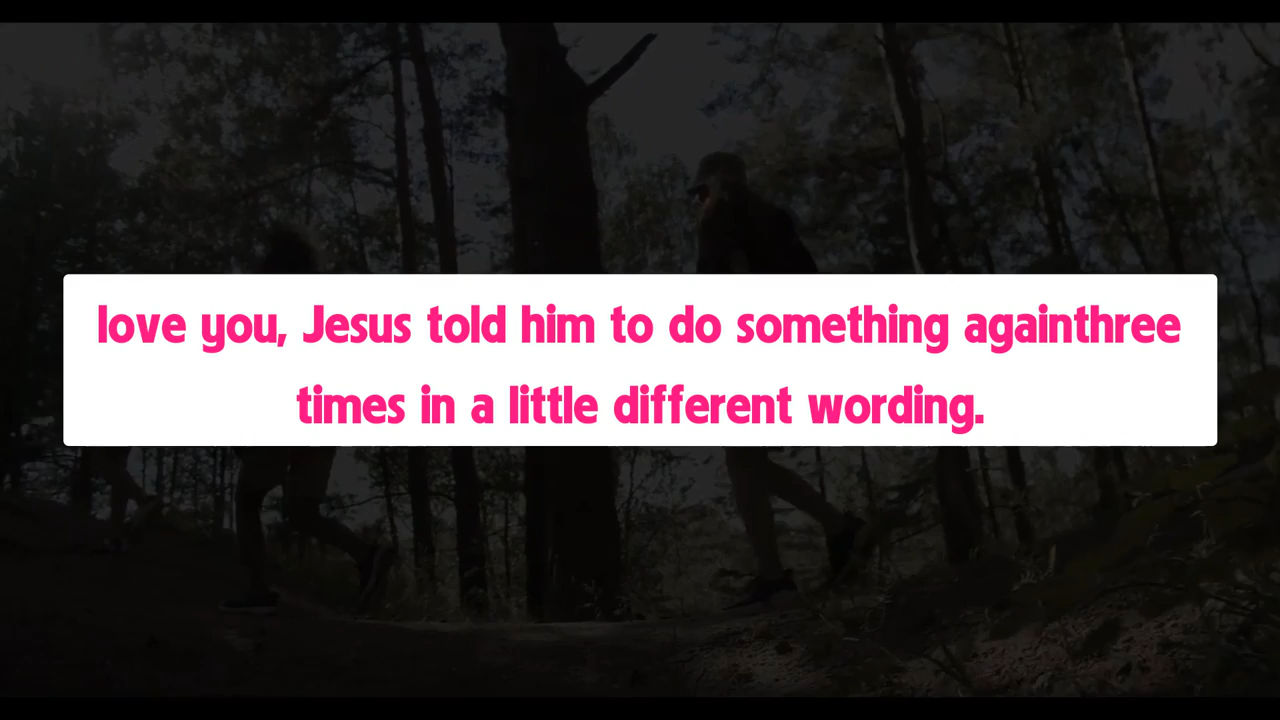 love you, Jesus told him to do something againthree
times in a little different wording.